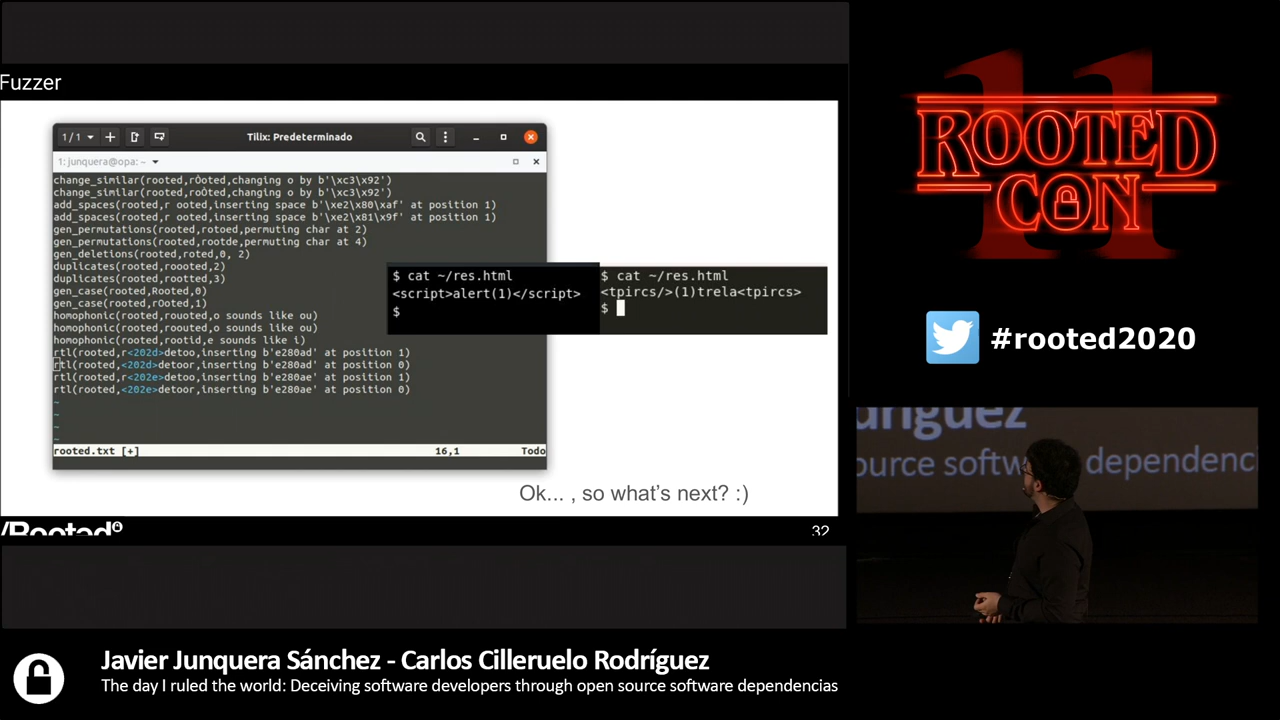 Fuzzer
1/1
Tilix: Predeterminado
1: junquera@opa: ~
change_similar(rooted,rÒoted,changing o by b'\xc3\x92')
change_similar(rooted,roÒted,changing o by b'\xc3\x92')
add_spaces(rooted,r ooted,inserting space b'\xe2\x80\xaf' at position 1)
add_spaces(rooted,r ooted,inserting space b'\xe2\x81\x9f' at position 1)
gen_permutations(rooted,rotoed,permuting char at 2)
gen_permutations(rooted,rootde,permuting char at 4)
gen_deletions(rooted,roted,0, 2)
duplicates(rooted,roooted,2)
duplicates(rooted,rootted,3)
gen_case(rooted,Rooted,0)
gen_case(rooted,rOoted,1)
homophonic(rooted,rouoted,o sounds like ou)
homophonic(rooted,roouted,o sounds like ou)
homophonic(rooted,rootid,e sounds like i)
rtl(rooted,r<202d>detoo,inserting b'e280ad' at position 1)
rtl(rooted,<202d>detoor,inserting b'e280ad' at position 0)
rtl(rooted,r<202e>detoo,inserting b'e280ae' at position 1)
rtl(rooted,<202e>detoor,inserting b'e280ae' at position 0)
~
~
~
~
rooted.txt [+] 16,1 Todo
$ cat ~/res.html
<script>alert(1)</script>
$
$ cat ~/res.html
<tpircs/>(1)trela<tpircs>
$
Ok... , so what's next? :)
/Rooted
32
11
ROOTED
CON
#rooted2020
dríguez
ource softw dependenc
Javier Junquera Sánchez - Carlos Cilleruelo Rodríguez
The day I ruled the world: Deceiving software developers through open source software dependencias